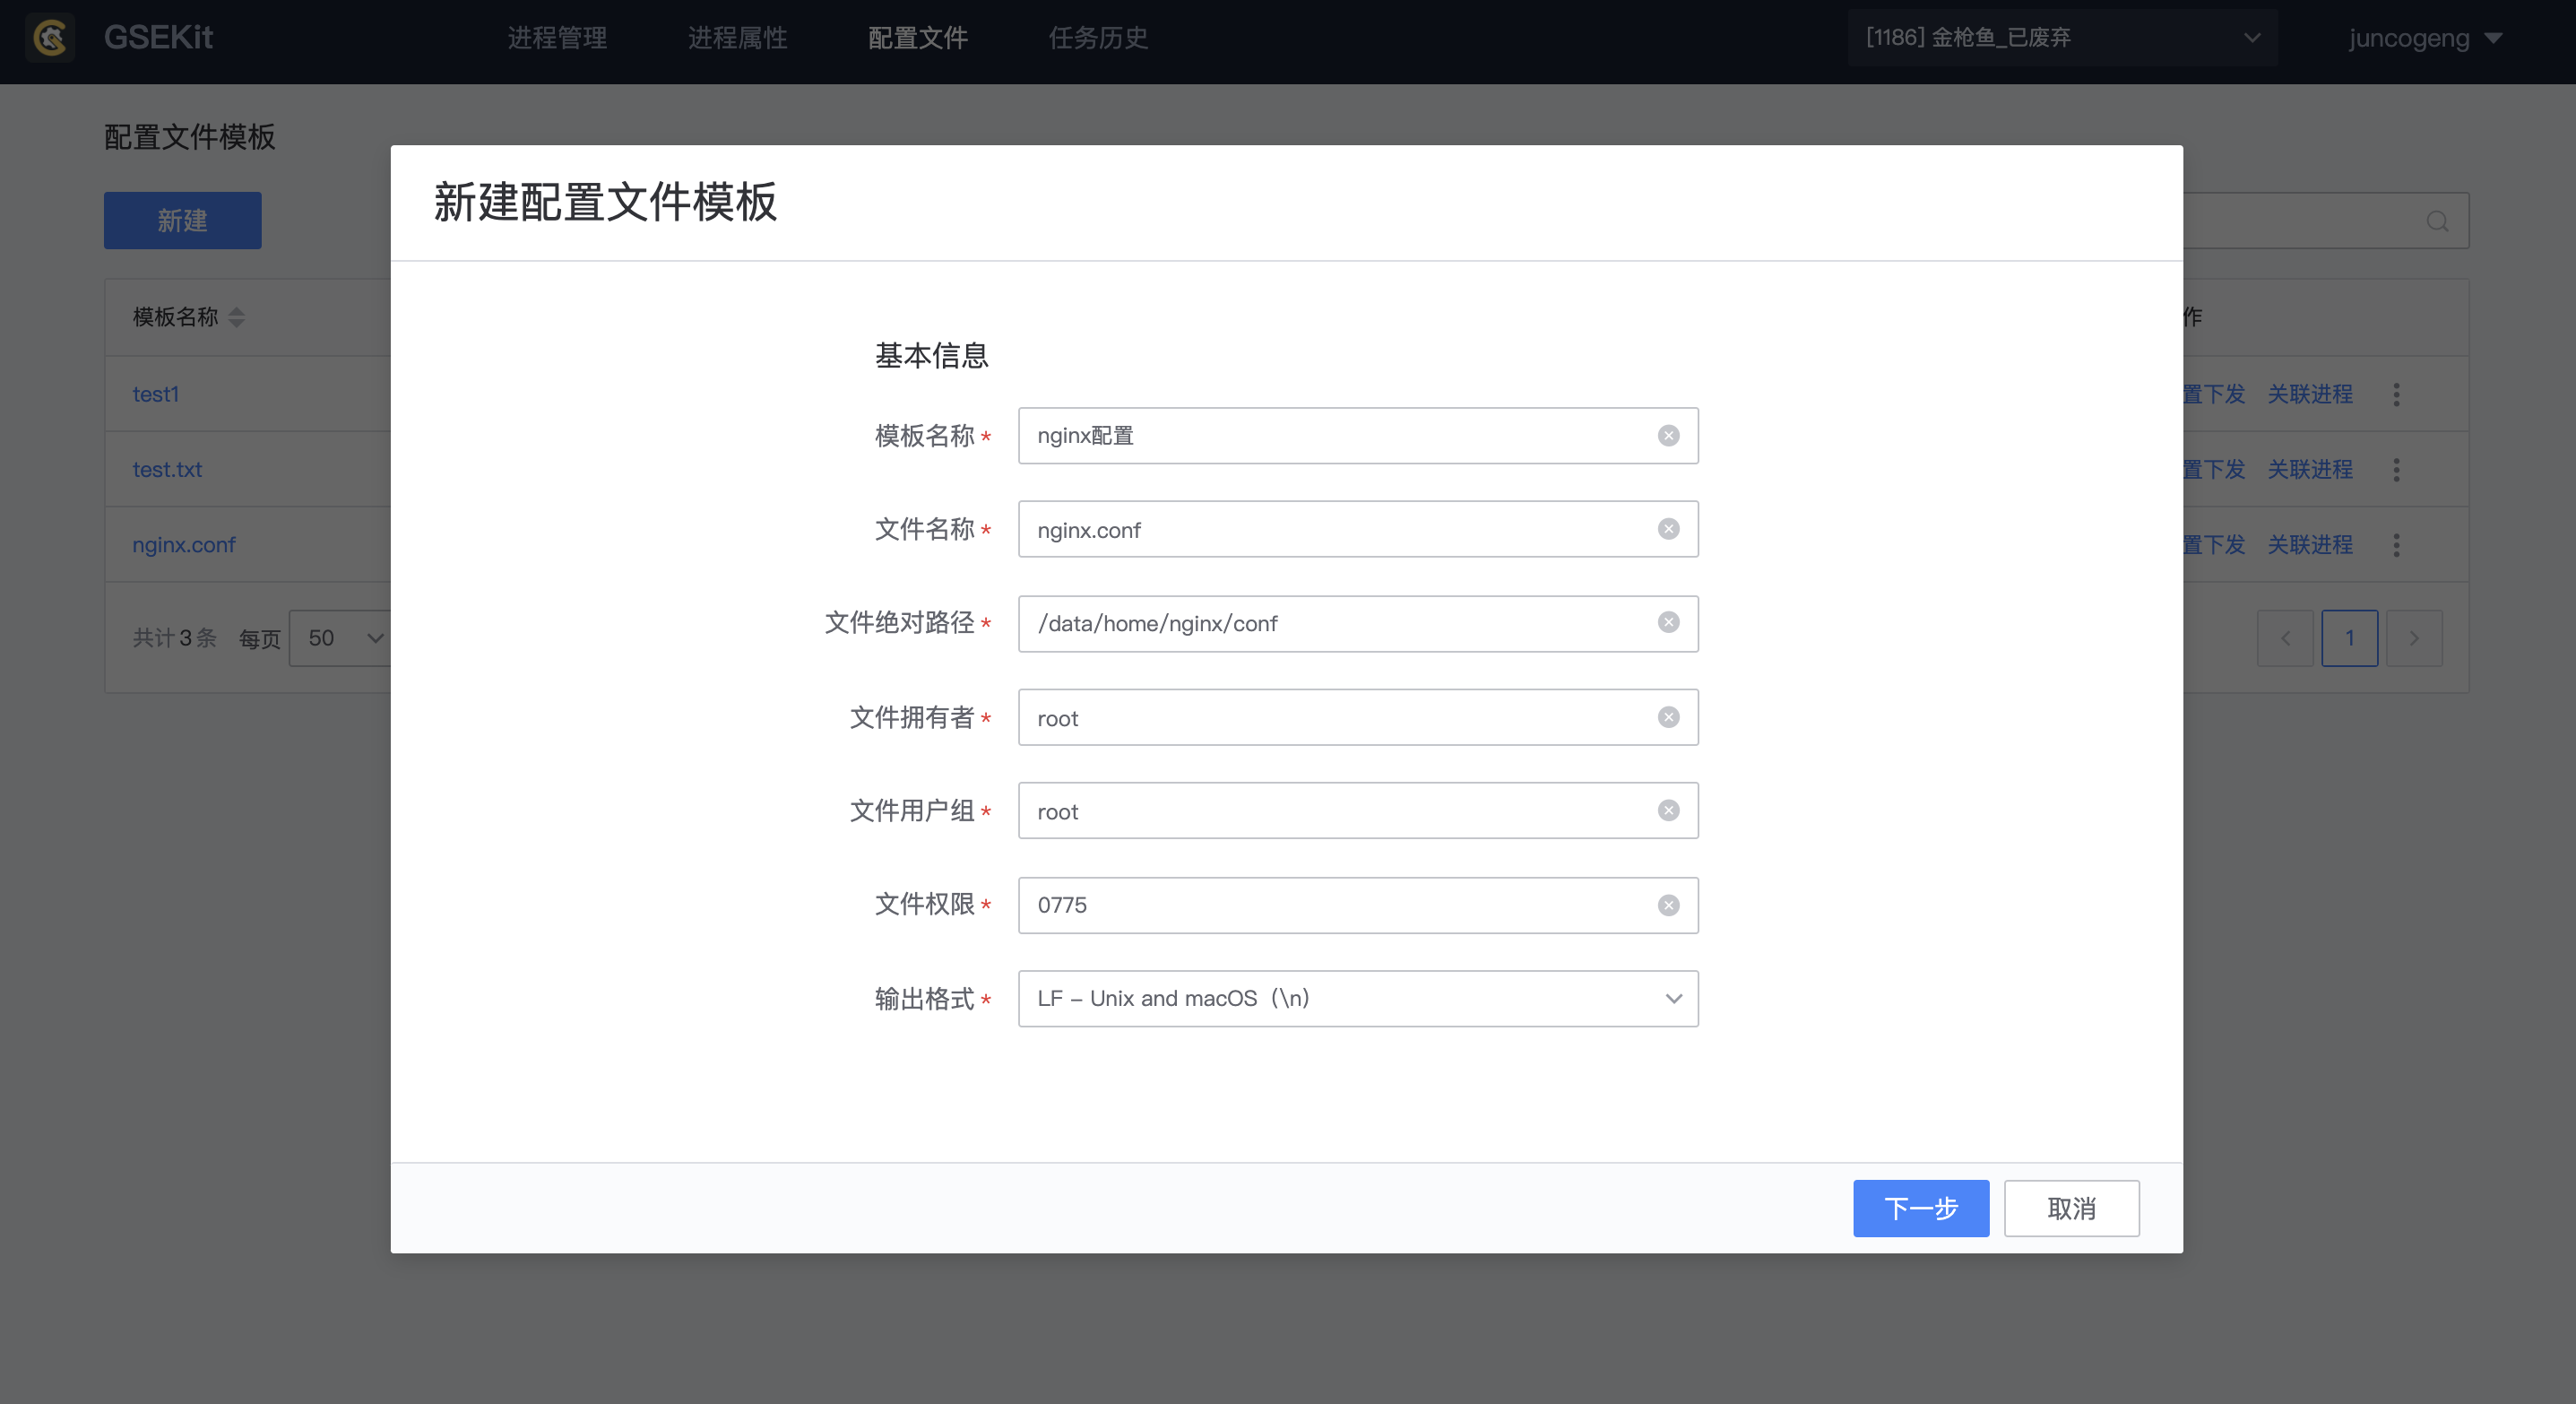 GSEKit
进程管理
进程属性
配置文件
任务历史
[1186] 金枪鱼_已废弃
juncogeng
配置文件模板
新建
模板名称
作
test1
置下发
关联进程
test.txt
置下发
关联进程
nginx.conf
置下发
关联进程
共计3条 每页 50
1
新建配置文件模板
基本信息
模板名称* nginx配置
文件名称* nginx.conf
文件绝对路径* /data/home/nginx/conf
文件拥有者* root
文件用户组* root
文件权限* 0775
输出格式* LF – Unix and macOS（\n）
下一步
取消